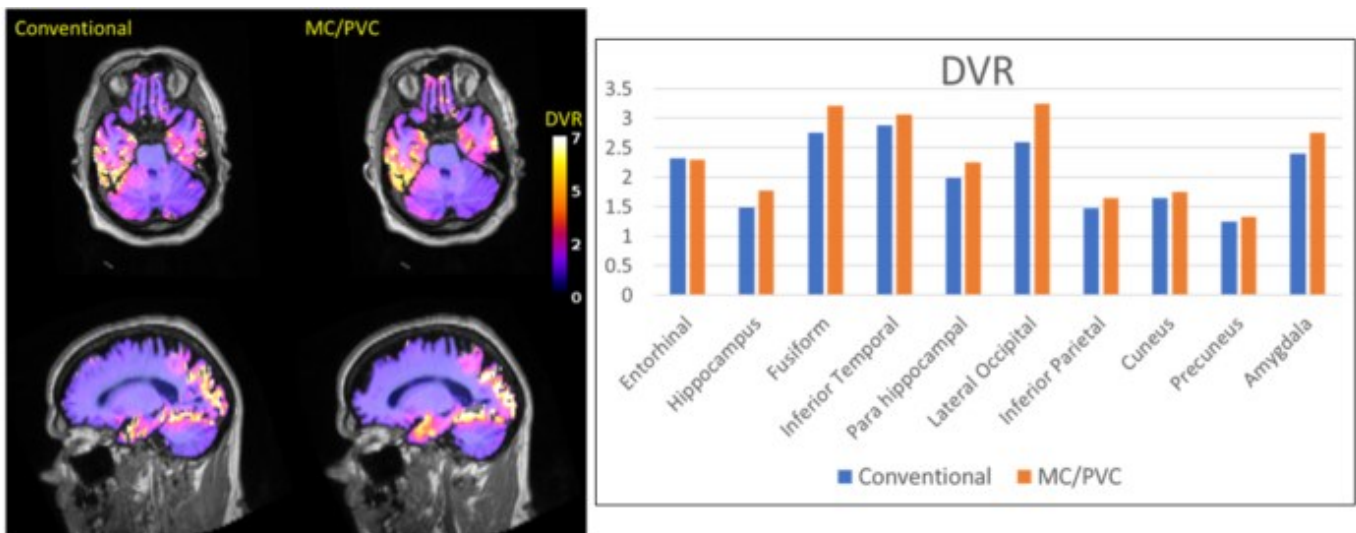 Conventional
MC/PVC
DVR
7
5
2
0
DVR
3.5
3
2.5
2
1.5
1
0.5
0
Entorhinal
Hippocampus
Fusiform
Inferior Temporal
Para hippocampal
Lateral Occipital
Inferior Parietal
Cuneus
Precuneus
Amygdala
Conventional
MC/PVC